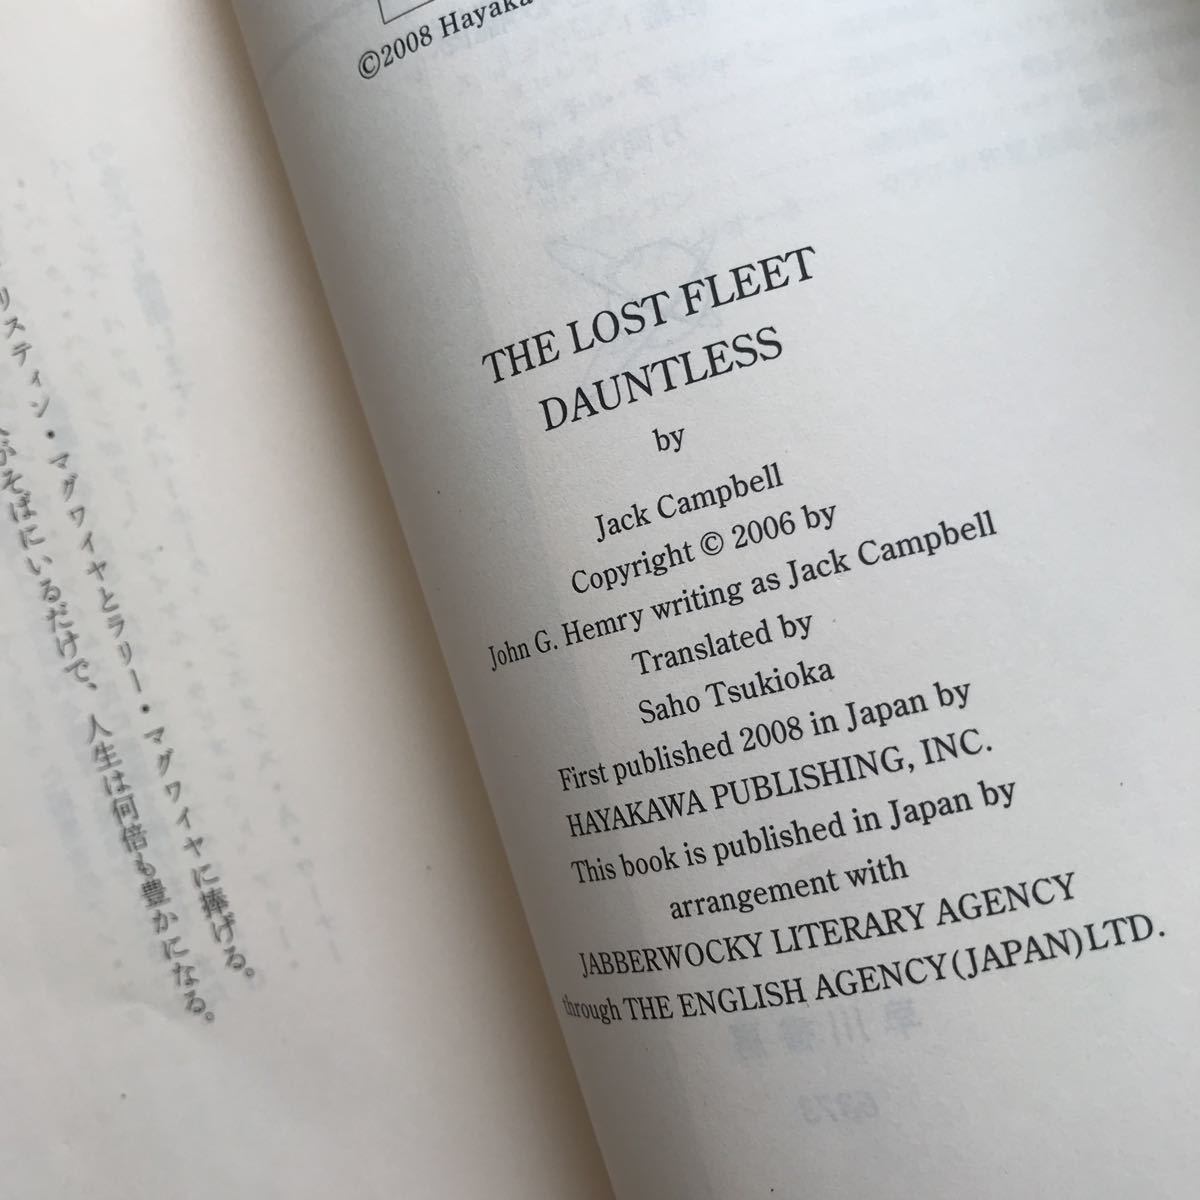 ©2008 Hayaka
THE LOST FLEET
DAUNTLESS
by
Jack Campbell
Copyright © 2006 by
John G. Hemry writing as Jack Campbell
Translated by
Saho Tsukioka
First published 2008 in Japan by
HAYAKAWA PUBLISHING, INC.
This book is published in Japan by
arrangement with
JABBERWOCKY LITERARY AGENCY
through THE ENGLISH AGENCY (JAPAN) LTD.
リスティン・マグワイヤとラリー・マグワイヤに捧げる。
がそばにいるだけで、人生は何倍も豊かになる。